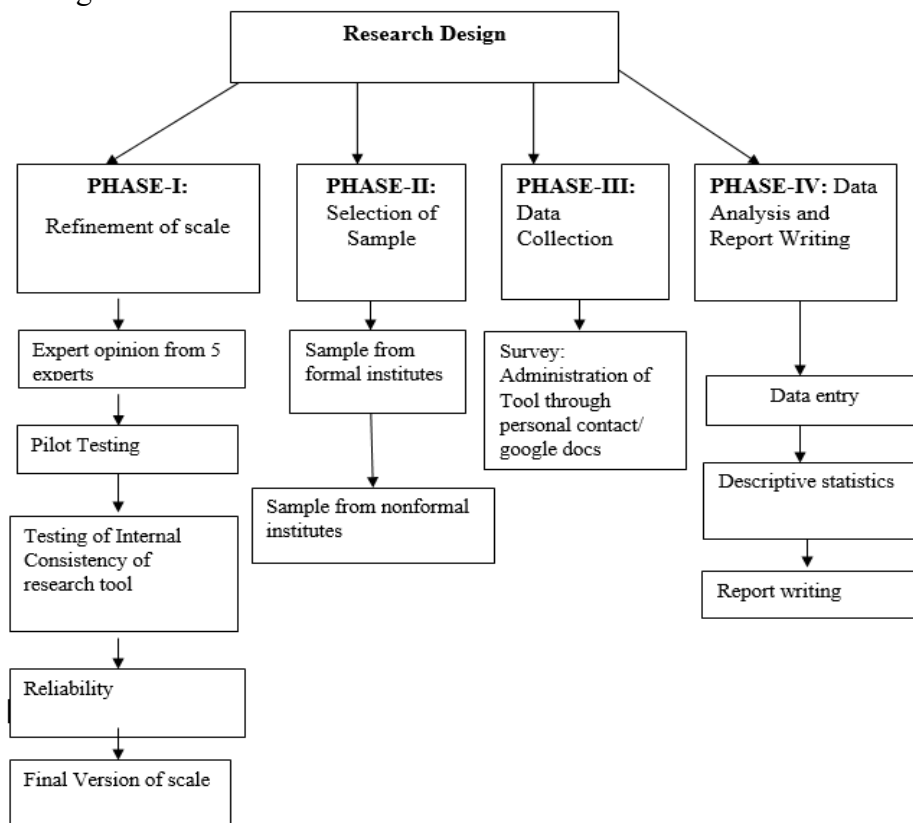 Research Design
PHASE-I:
Refinement of scale
Expert opinion from 5
experts
Pilot Testing
Testing of Internal
Consistency of
research tool
Reliability
Final Version of scale
PHASE-II:
Selection of
Sample
Sample from
formal institutes
Sample from nonformal
institutes
PHASE-III:
Data
Collection
Survey:
Administration of
Tool through
personal contact/
google docs
PHASE-IV: Data
Analysis and
Report Writing
Data entry
Descriptive statistics
Report writing